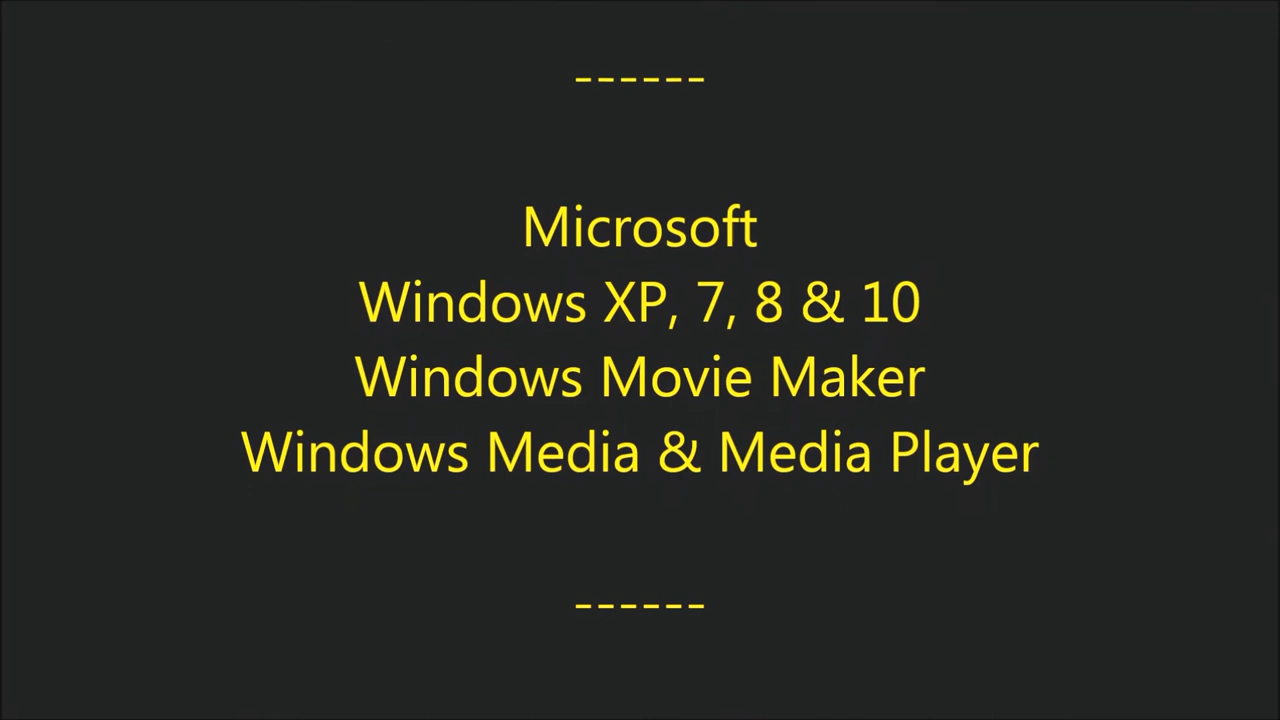 ------
Microsoft
Windows XP, 7, 8 & 10
Windows Movie Maker
Windows Media & Media Player
------